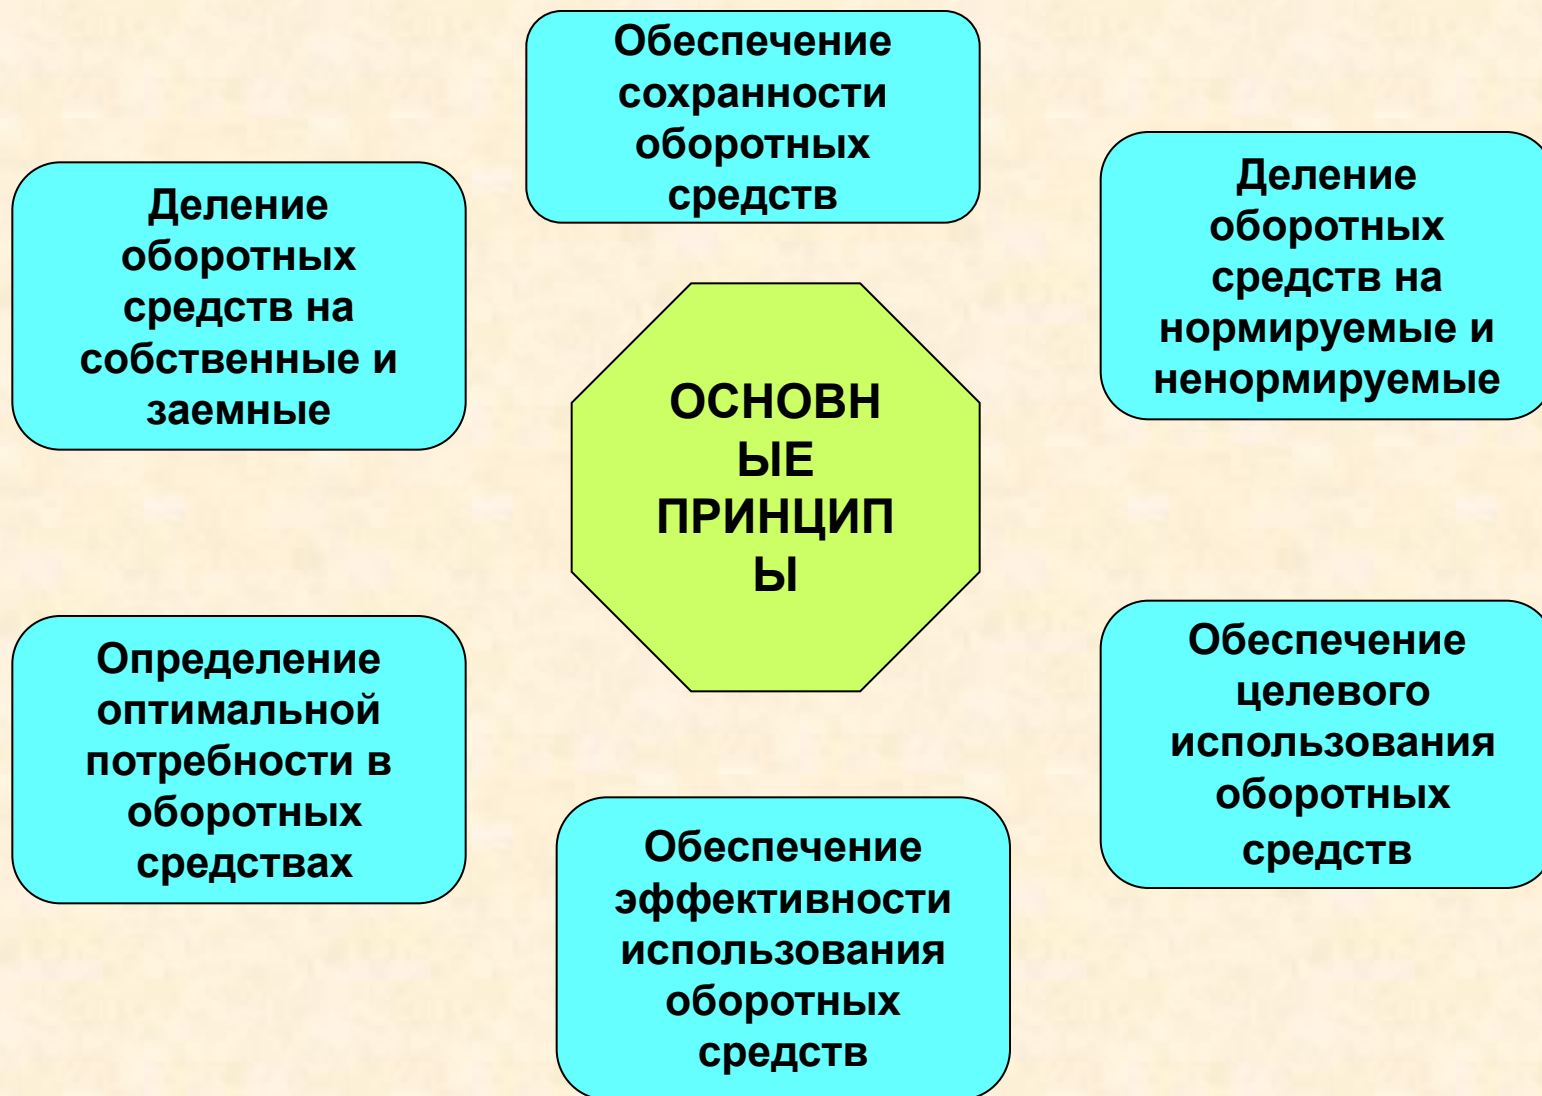 Обеспечение
сохранности
оборотных
средств
Деление
оборотных
средств на
собственные и
заемные
Деление
оборотных
средств на
нормируемые и
ненормируемые
ОСНОВН
ЫЕ
ПРИНЦИП
Ы
Определение
оптимальной
потребности в
оборотных
средствах
Обеспечение
целевого
использования
оборотных
средств
Обеспечение
эффективности
использования
оборотных
средств